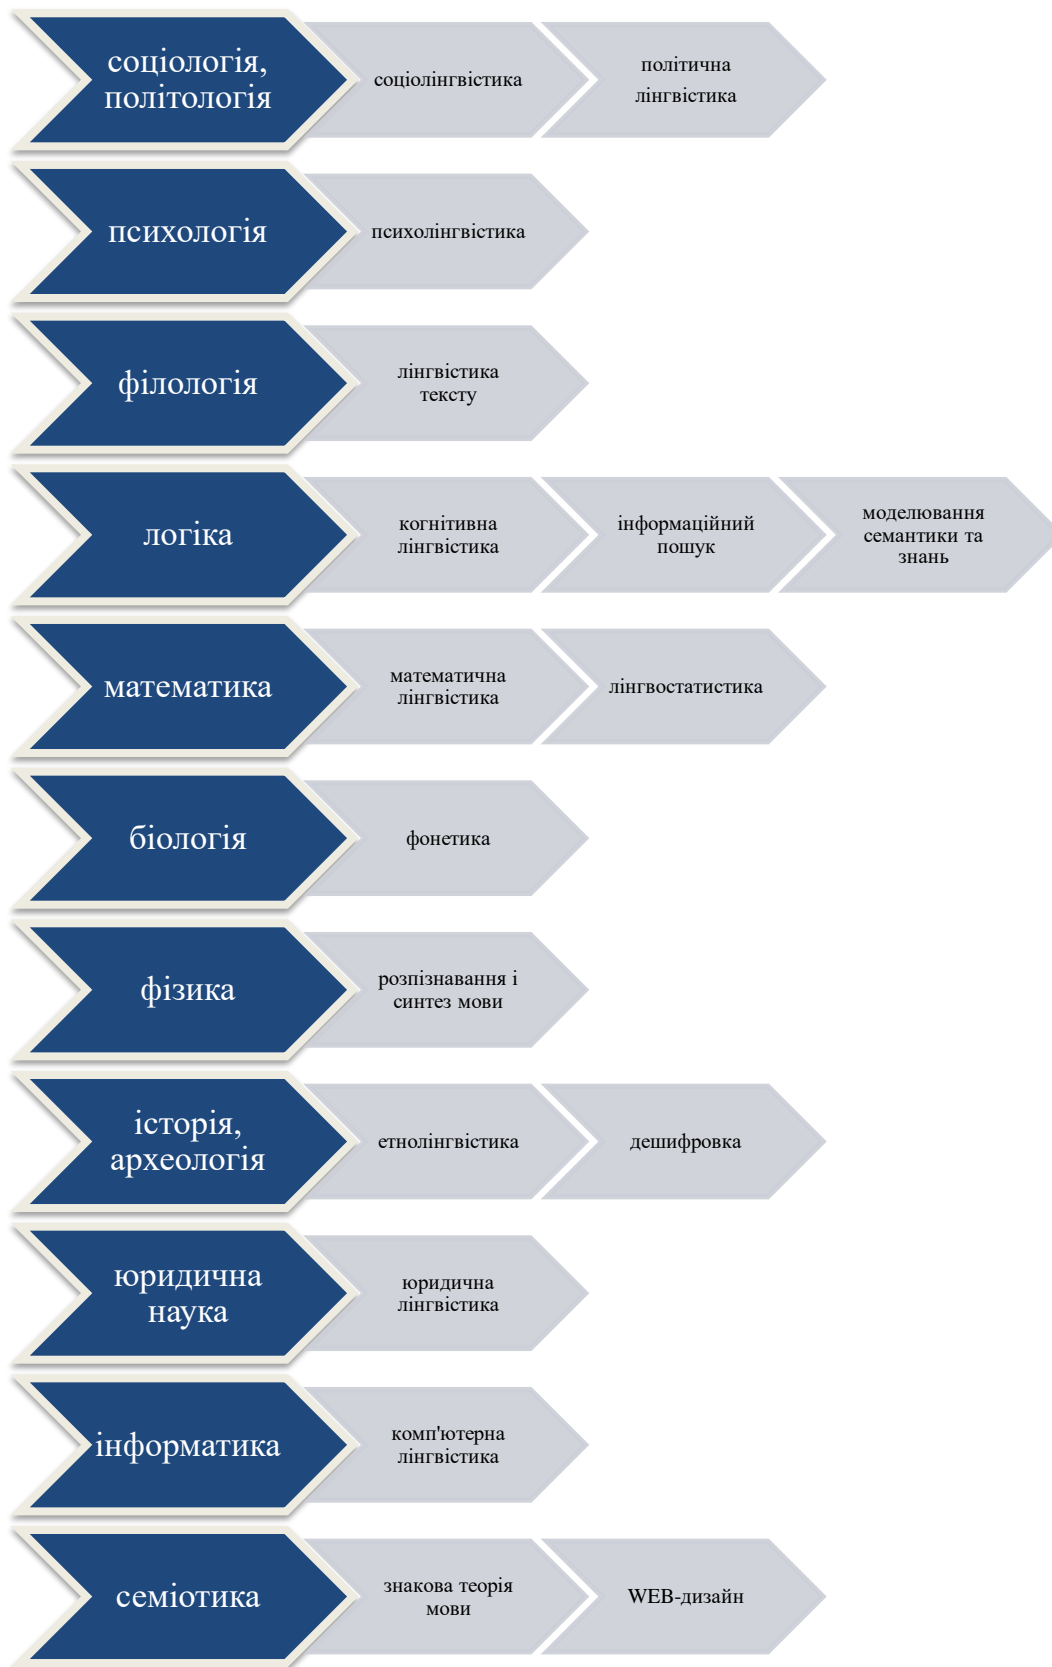 соціологія,
політологія
соціолінгвістика
політична
лінгвістика
психологія
психолінгвістика
філологія
лінгвістика
тексту
логіка
когнітивна
лінгвістика
інформаційний
пошук
моделювання
семантики та
знань
математика
математична
лінгвістика
лінгвостатистика
біологія
фонетика
фізика
розпізнавання і
синтез мови
історія,
археологія
етнолінгвістика
дешифровка
юридична
наука
юридична
лінгвістика
інформатика
комп'ютерна
лінгвістика
семіотика
знакова теорія
мови
WEB-дизайн